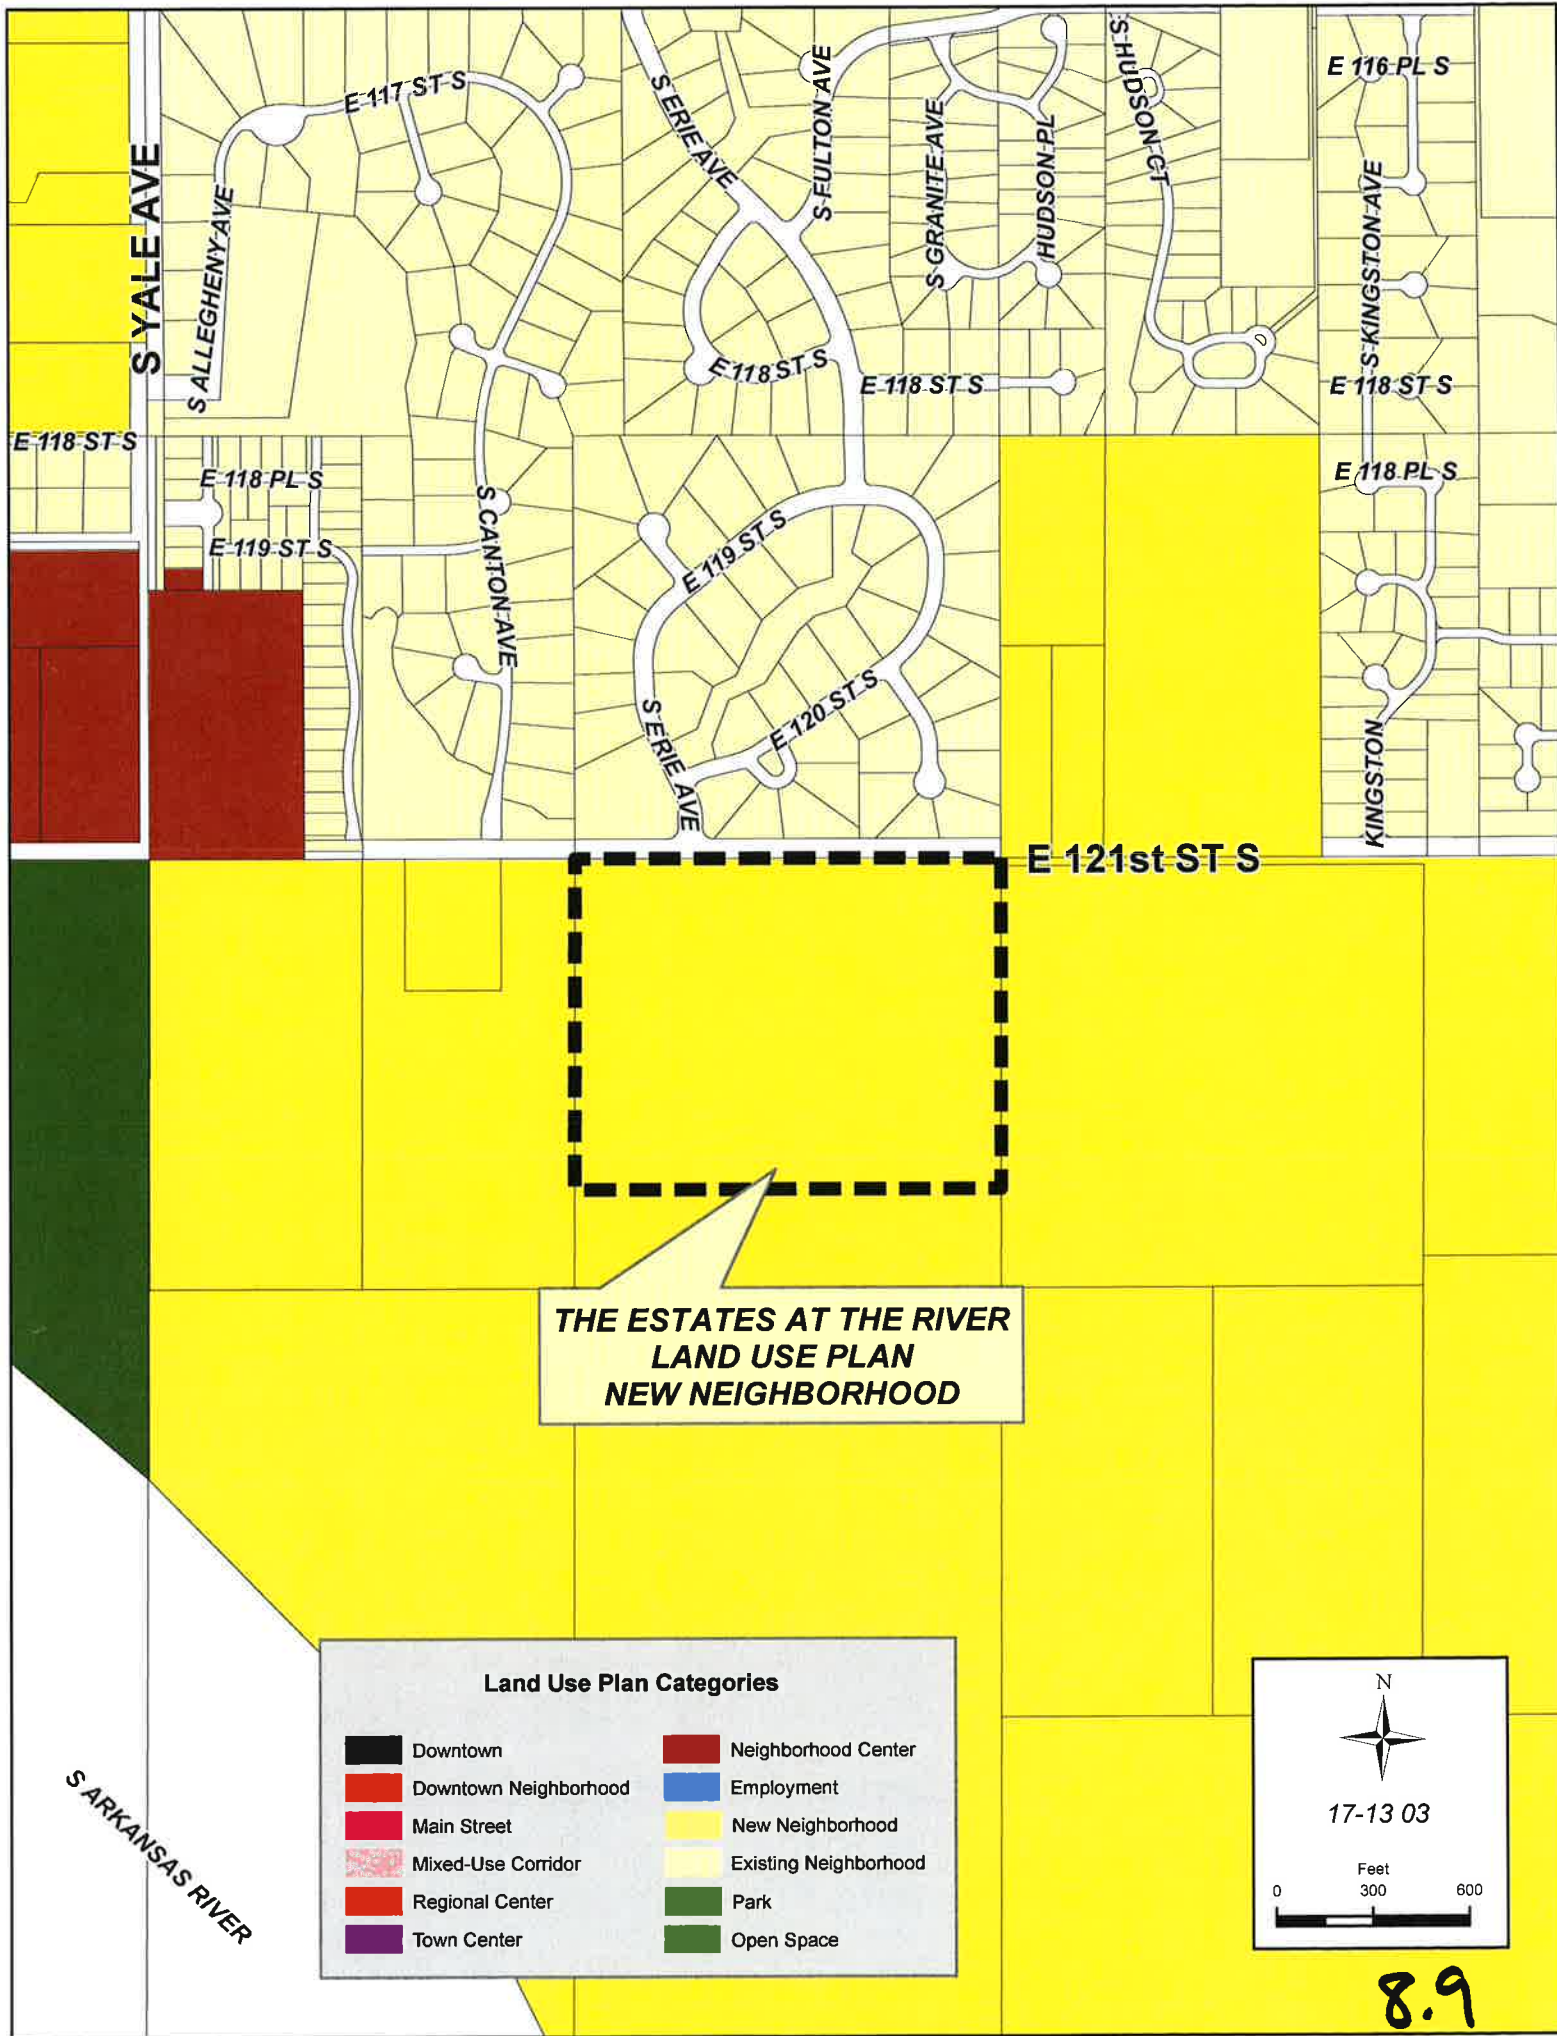 E 117 ST S
S ERIE AVE
S FULTON AVE
S GRANITE AVE
HUDSON PL
S HUDSON CT
E 116 PL S
S KINGSTON AVE
S YALE AVE
S ALLEGHENY AVE
E 118 ST S
E 118 ST S
E 118 ST S
E 118 ST S
E 118 PL S
E 118 PL S
E 119 ST S
S CANTON AVE
E 119 ST S
S ERIE AVE
E 120 ST S
KINGSTON
E 121st ST S
THE ESTATES AT THE RIVER
LAND USE PLAN
NEW NEIGHBORHOOD
Land Use Plan Categories
Downtown
Downtown Neighborhood
Main Street
Mixed-Use Corridor
Regional Center
Town Center
Neighborhood Center
Employment
New Neighborhood
Existing Neighborhood
Park
Open Space
S ARKANSAS RIVER
N
17-13 03
Feet
0 300 600
8.9